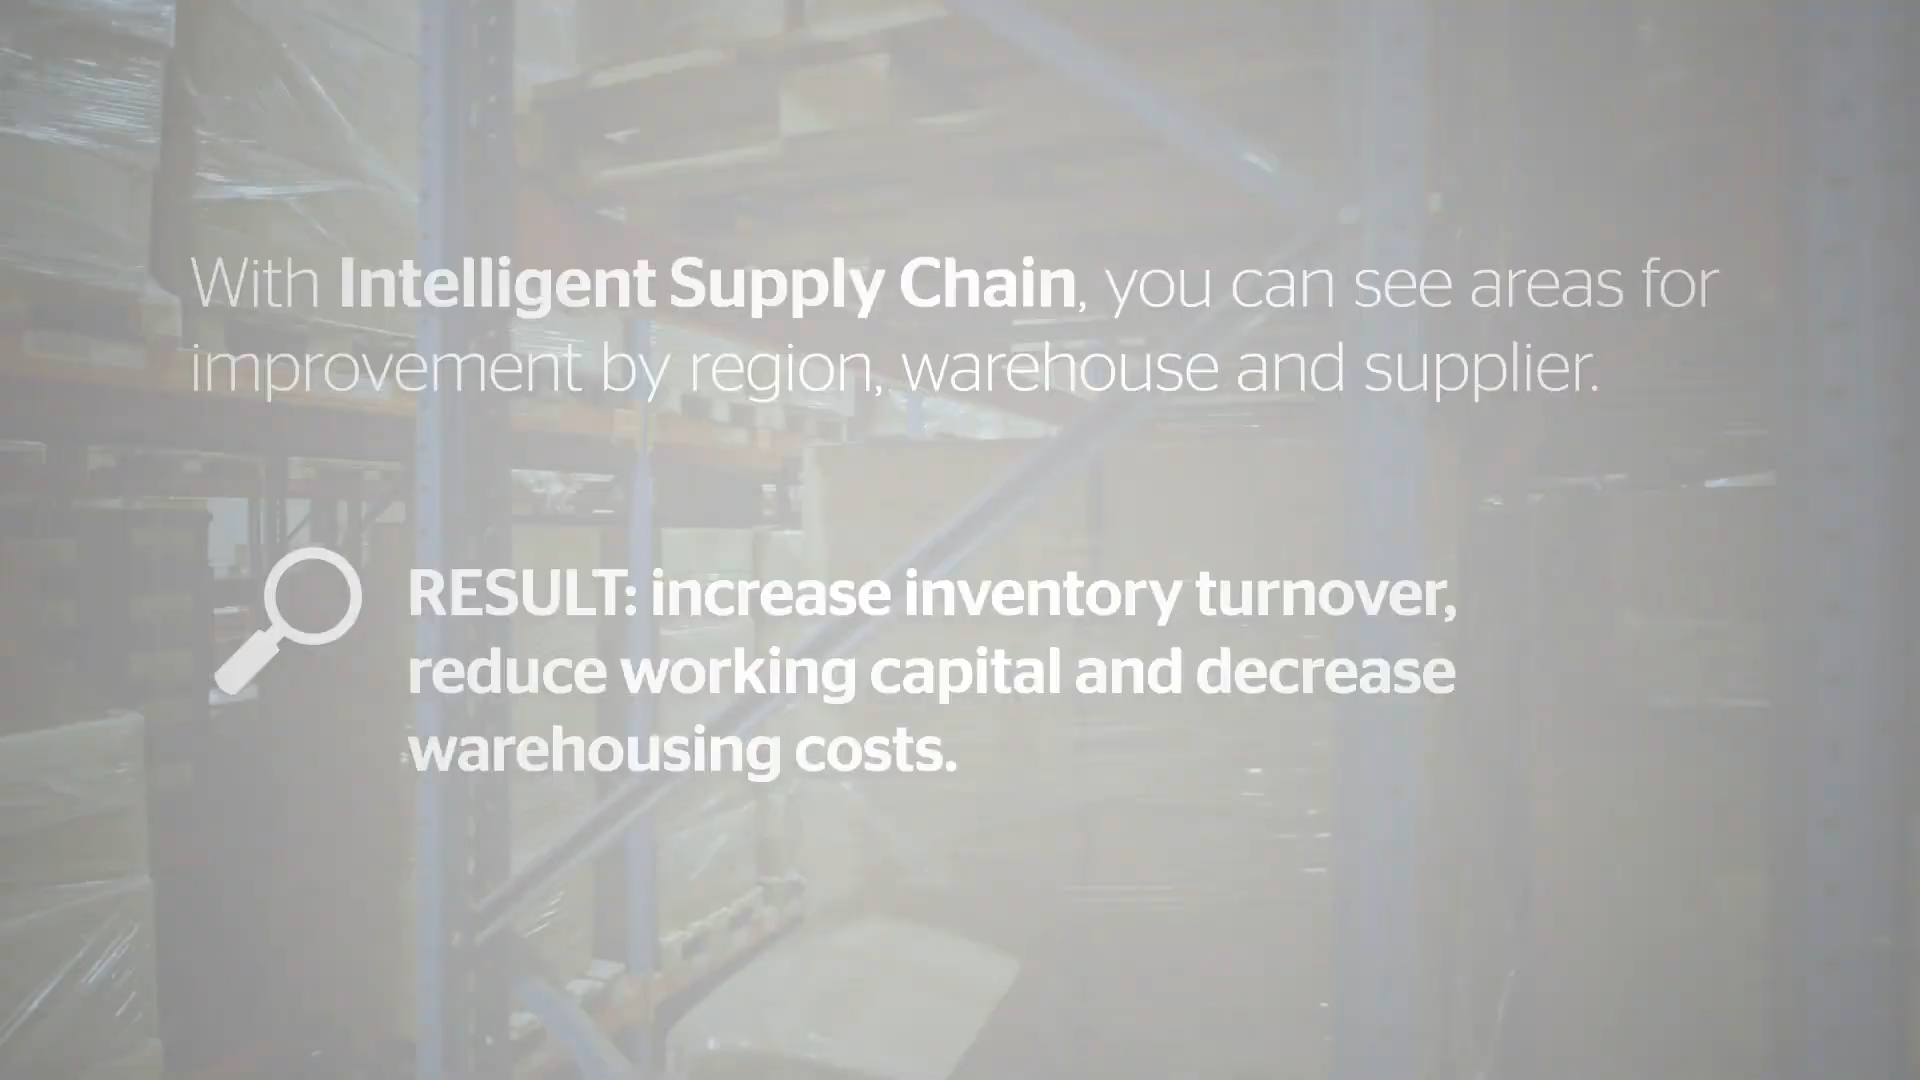 With Intelligent Supply Chain, you can see areas for
improvement by region, warehouse and supplier.
RESULT: increase inventory turnover,
reduce working capital and decrease
warehousing costs.